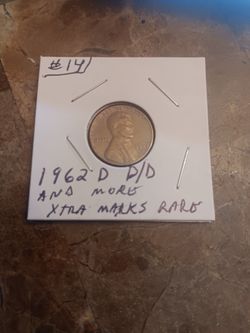 #14
1962 D D/D
AND MORE
XTRA MARKS RARE